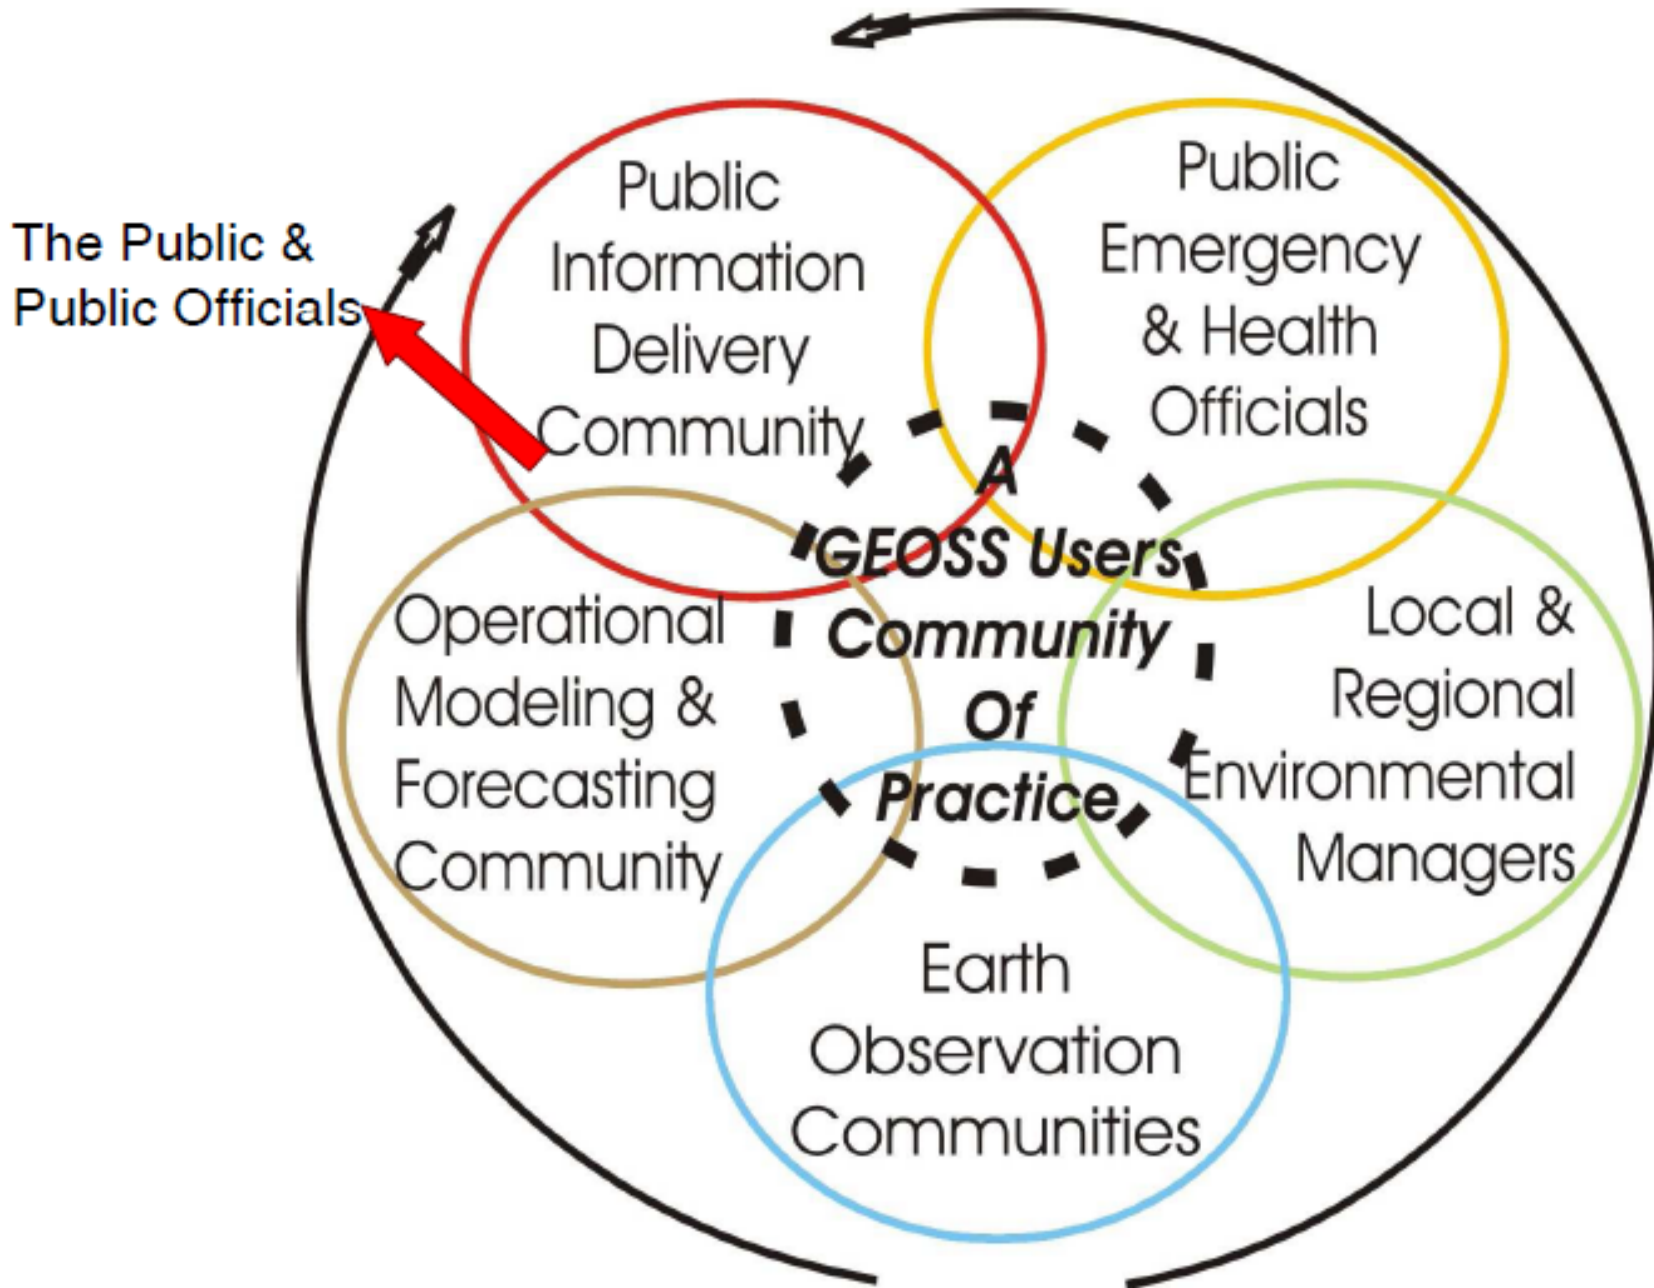 The Public &
Public Officials
Public
Information
Delivery
Community
Public
Emergency
& Health
Officials
A
GEOSS Users
Community
Of
Practice
Operational
Modeling &
Forecasting
Community
Local &
Regional
Environmental
Managers
Earth
Observation
Communities